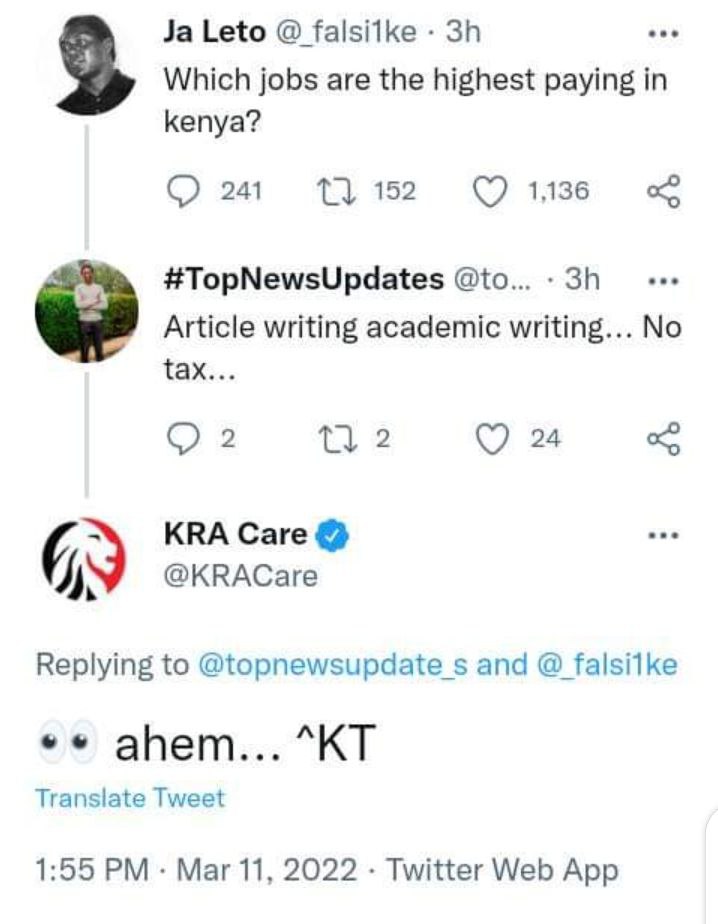 Ja Leto @_falsi1ke · 3h
Which jobs are the highest paying in
kenya?
241 152 1,136
#TopNewsUpdates @to... · 3h
Article writing academic writing... No
tax...
2 2 24
KRA Care
@KRACare
Replying to @topnewsupdate_s and @_falsi1ke
👀 ahem... ^KT
Translate Tweet
1:55 PM · Mar 11, 2022 · Twitter Web App